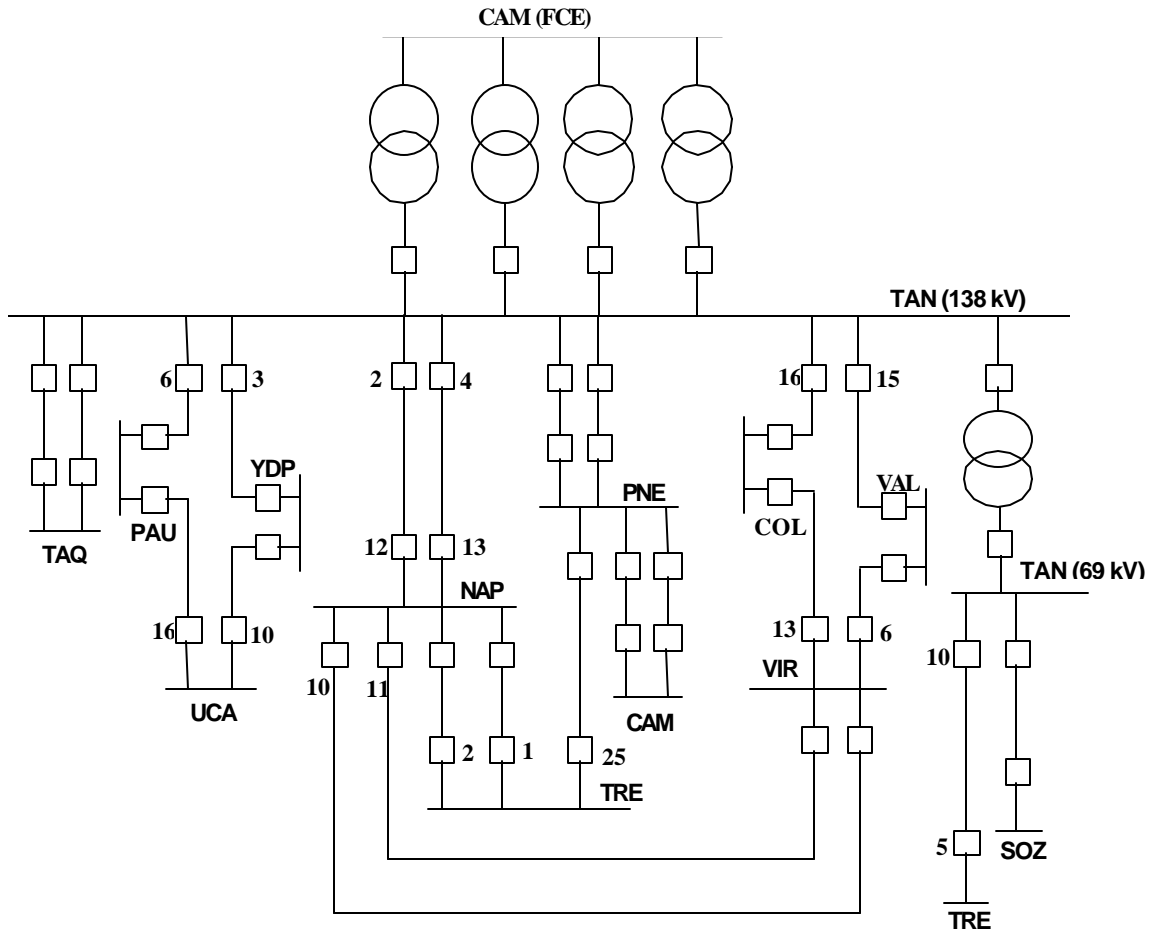 CAM (FCE)
TAN (138 kV)
6
3
2
4
16
15
YDP
VAL
PAU
PNE
COL
TAQ
12
13
TAN (69 kV)
NAP
16
10
13
6
10
VIR
10
11
UCA
CAM
2
1
25
TRE
5
SOZ
TRE